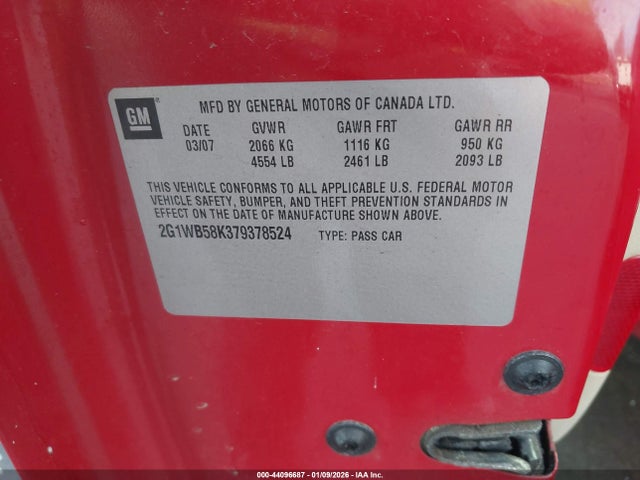 GM
MFD BY GENERAL MOTORS OF CANADA LTD.
DATE GVWR GAWR FRT GAWR RR
03/07 2066 KG 1116 KG 950 KG
4554 LB 2461 LB 2093 LB
THIS VEHICLE CONFORMS TO ALL APPLICABLE U.S. FEDERAL MOTOR
VEHICLE SAFETY, BUMPER, AND THEFT PREVENTION STANDARDS IN
EFFECT ON THE DATE OF MANUFACTURE SHOWN ABOVE.
2G1WB58K379378524 TYPE: PASS CAR
000-44096687 - 01/09/2026 - IAA Inc.